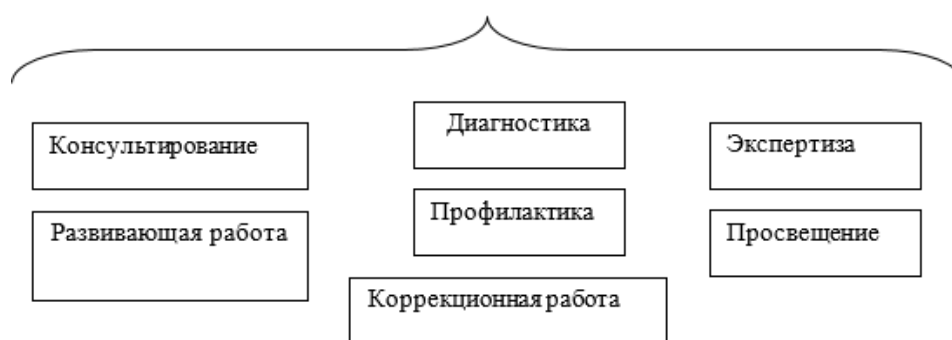 Консультирование
Диагностика
Экспертиза
Развивающая работа
Профилактика
Просвещение
Коррекционная работа